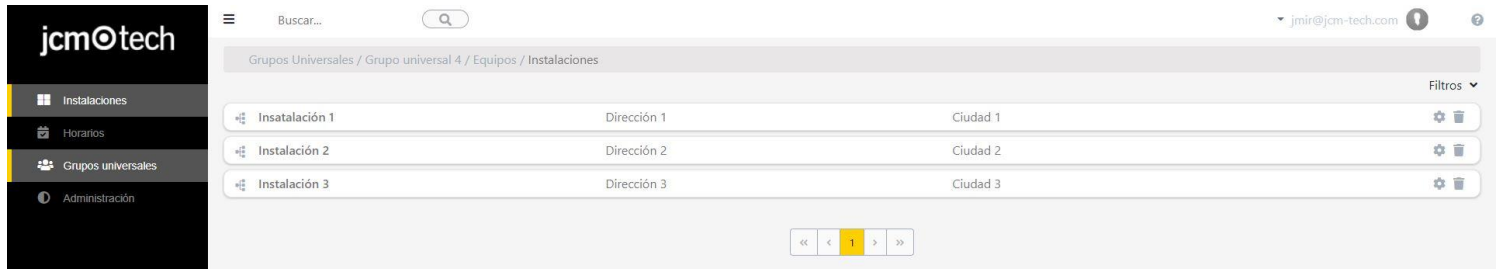 jcm tech
Buscar...
jmir@jcm-tech.com
Grupos Universales / Grupo universal 4 / Equipos / Instalaciones
Filtros
Instalaciones
Horarios
Grupos universales
Administración
Insatalación 1 Dirección 1 Ciudad 1
Instalación 2 Dirección 2 Ciudad 2
Instalación 3 Dirección 3 Ciudad 3
« ‹ 1 › »